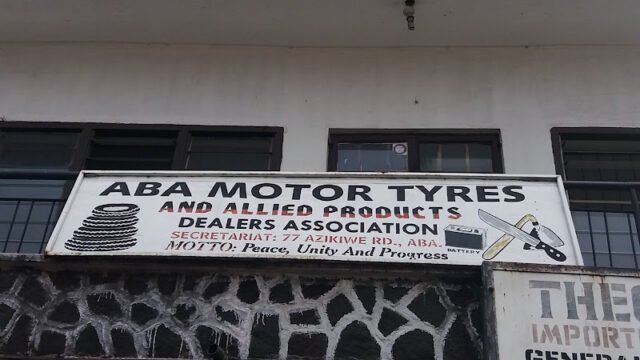 ABA MOTOR TYRES
AND ALLIED PRODUCTS
DEALERS ASSOCIATION
SECRETARIAT: 77 AZIKIWE RD., ABA.
MOTTO: Peace, Unity And Progress
BATTERY
THEO
IMPORT
GENERA